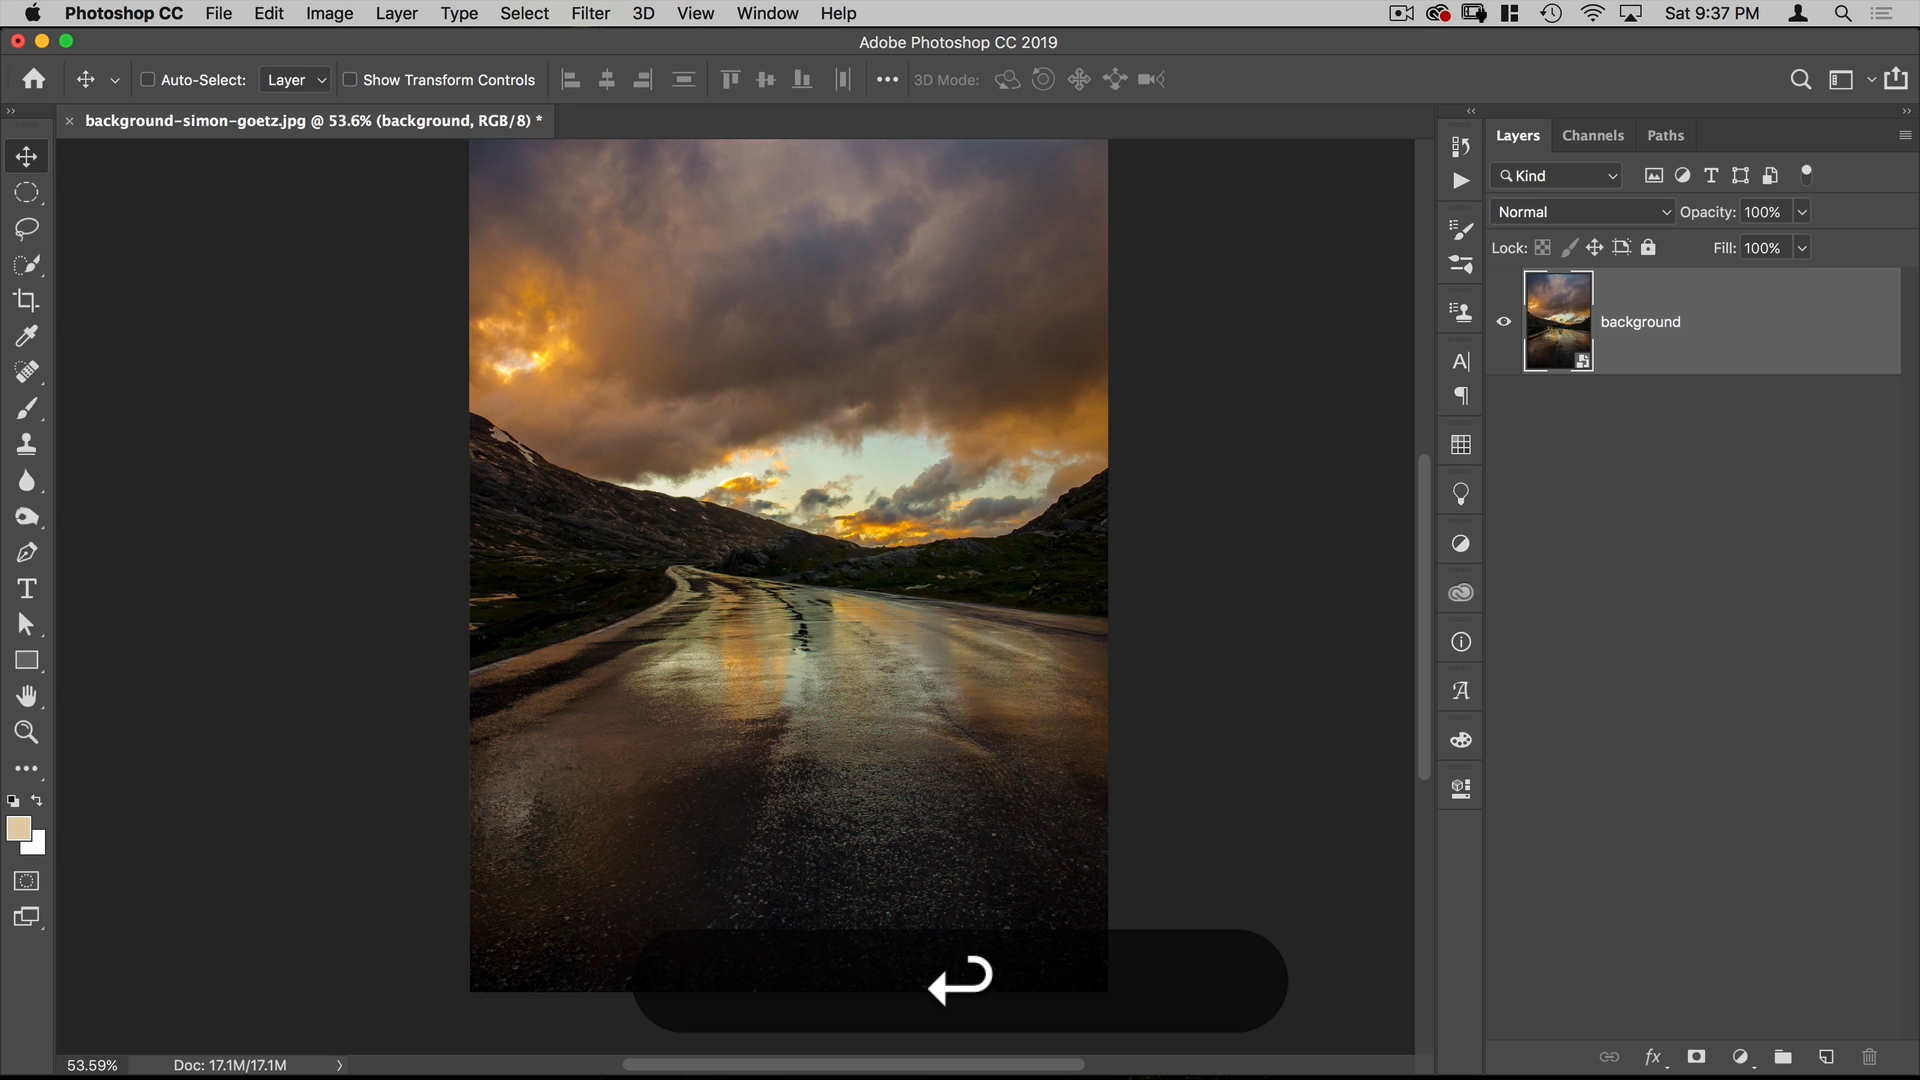 Photoshop CC File Edit Image Layer Type Select Filter 3D View Window Help Sat 9:37 PM
Adobe Photoshop CC 2019
Auto-Select: Layer Show Transform Controls 3D Mode:
background-simon-goetz.jpg @ 53.6% (background, RGB/8) *
Layers Channels Paths
Kind
Normal Opacity: 100%
Lock: Fill: 100%
background
53.59% Doc: 17.1M/17.1M
fx